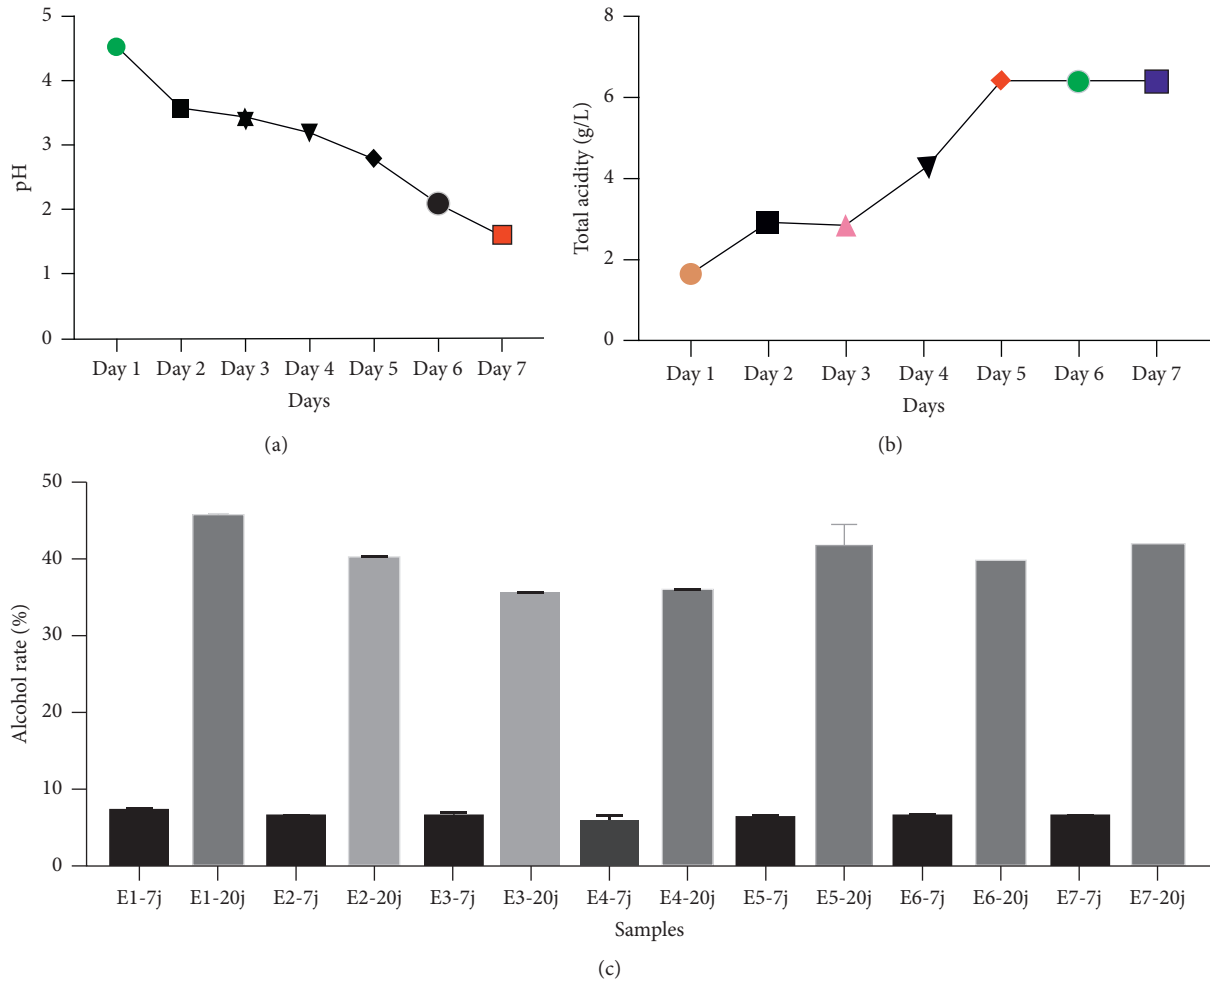 5
4
3
2
1
0
pH
Day 1 Day 2 Day 3 Day 4 Day 5 Day 6 Day 7
Days
(a)
8
6
4
2
0
Total acidity (g/L)
Day 1 Day 2 Day 3 Day 4 Day 5 Day 6 Day 7
Days
(b)
50
40
30
20
10
0
Alcohol rate (%)
E1-7j E1-20j E2-7j E2-20j E3-7j E3-20j E4-7j E4-20j E5-7j E5-20j E6-7j E6-20j E7-7j E7-20j
Samples
(c)